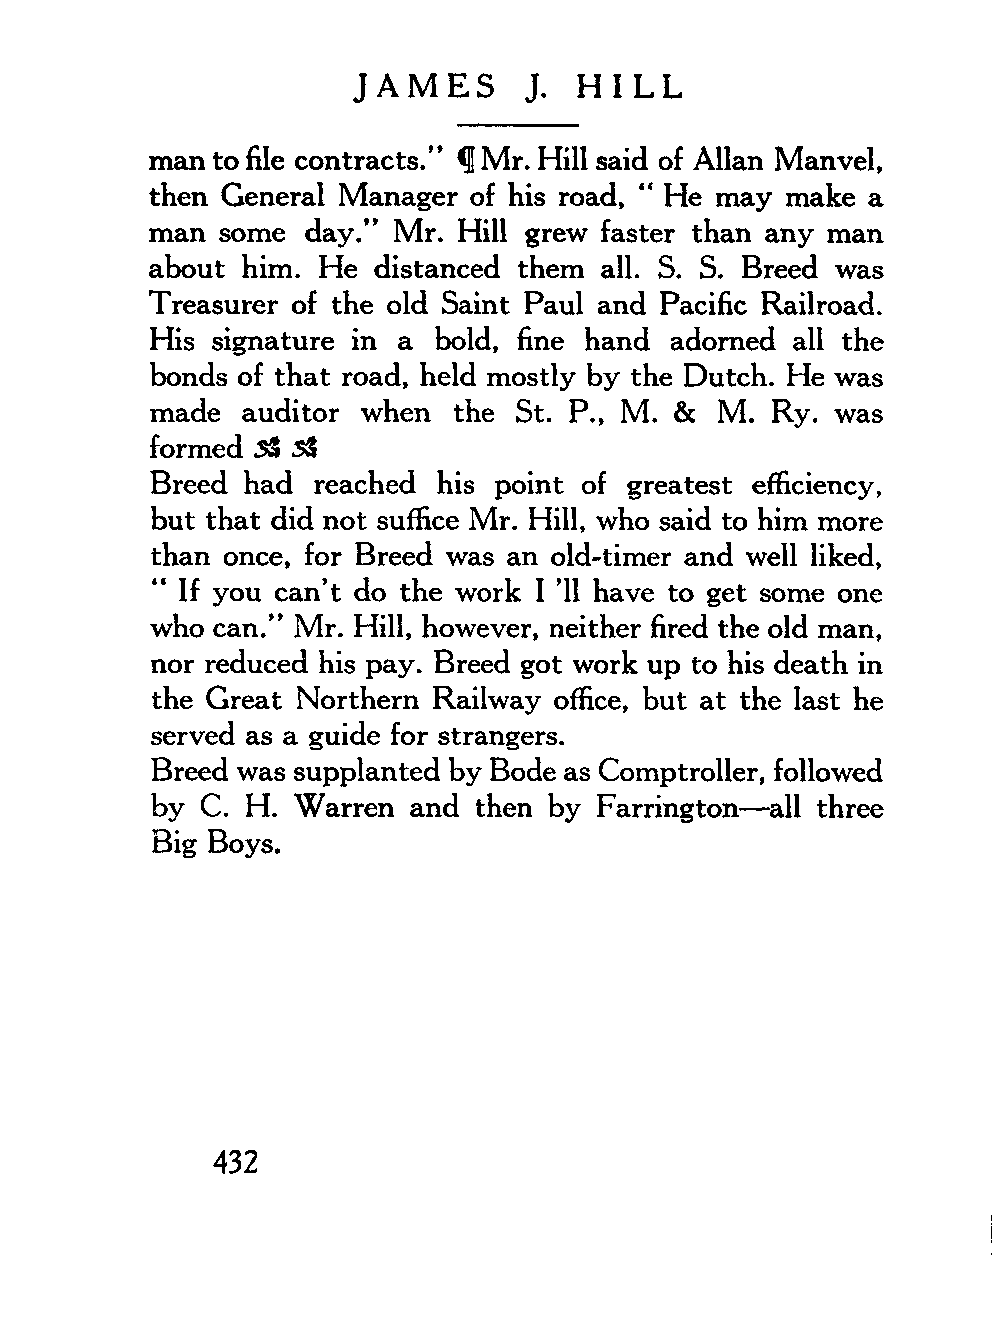 JAMES J. HILL
man to file contracts." ¶ Mr. Hill said of Allan Manvel,
then General Manager of his road, " He may make a
man some day." Mr. Hill grew faster than any man
about him. He distanced them all. S. S. Breed was
Treasurer of the old Saint Paul and Pacific Railroad.
His signature in a bold, fine hand adorned all the
bonds of that road, held mostly by the Dutch. He was
made auditor when the St. P., M. & M. Ry. was
formed
Breed had reached his point of greatest efficiency,
but that did not suffice Mr. Hill, who said to him more
than once, for Breed was an old-timer and well liked,
" If you can't do the work I 'll have to get some one
who can." Mr. Hill, however, neither fired the old man,
nor reduced his pay. Breed got work up to his death in
the Great Northern Railway office, but at the last he
served as a guide for strangers.
Breed was supplanted by Bode as Comptroller, followed
by C. H. Warren and then by Farrington—all three
Big Boys.
432